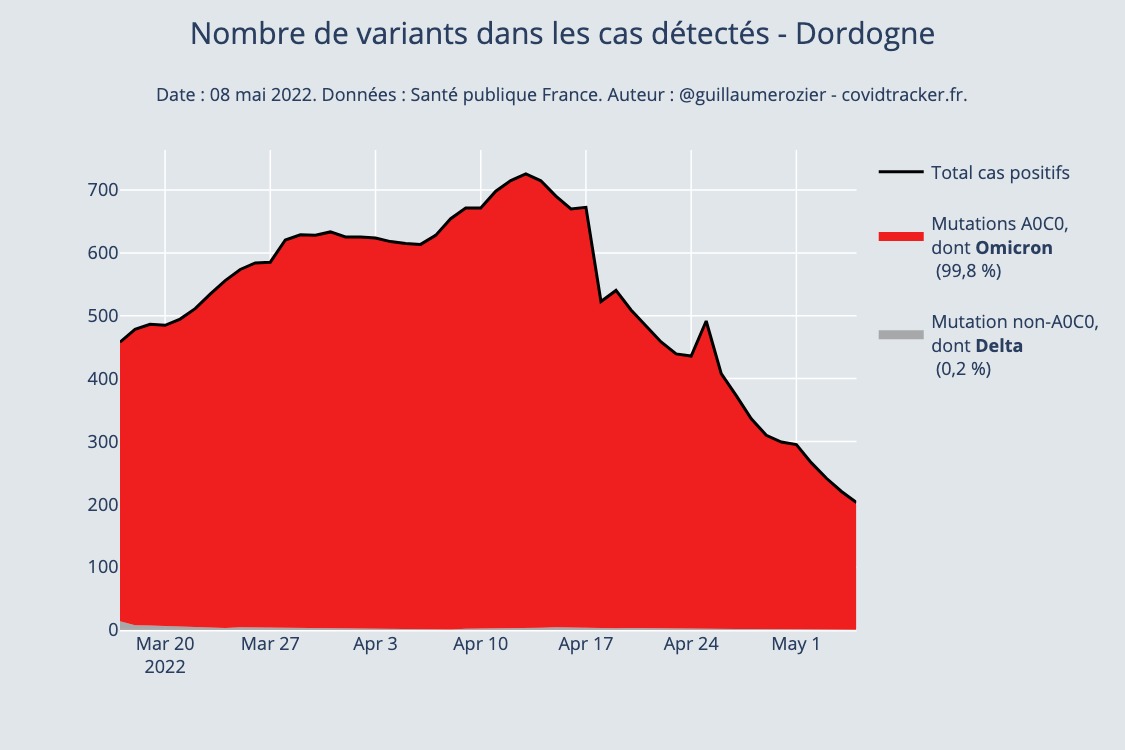 Nombre de variants dans les cas détectés - Dordogne
Date : 08 mai 2022. Données : Santé publique France. Auteur : @guillaumerozier - covidtracker.fr.
Total cas positifs
Mutations A0C0,
dont Omicron
(99,8 %)
Mutation non-A0C0,
dont Delta
(0,2 %)
700
600
500
400
300
200
100
0
Mar 20
2022
Mar 27
Apr 3
Apr 10
Apr 17
Apr 24
May 1